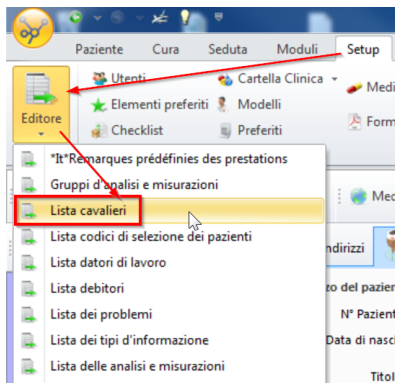 Paziente Cura Seduta Moduli Setup
Utenti Cartella Clinica Medi
Elementi preferiti Modelli
Editore Checklist Preferiti Form
*It*Remarques prédéfinies des prestations
Gruppi d'analisi e misurazioni
Lista cavalieri Med
Lista codici di selezione dei pazienti
ndirizzi
Lista datori di lavoro
Lista debitori zo del pazien
Lista dei problemi N° Pazient
Lista dei tipi d'informazione Data di nasc
Lista delle analisi e misurazioni Titol